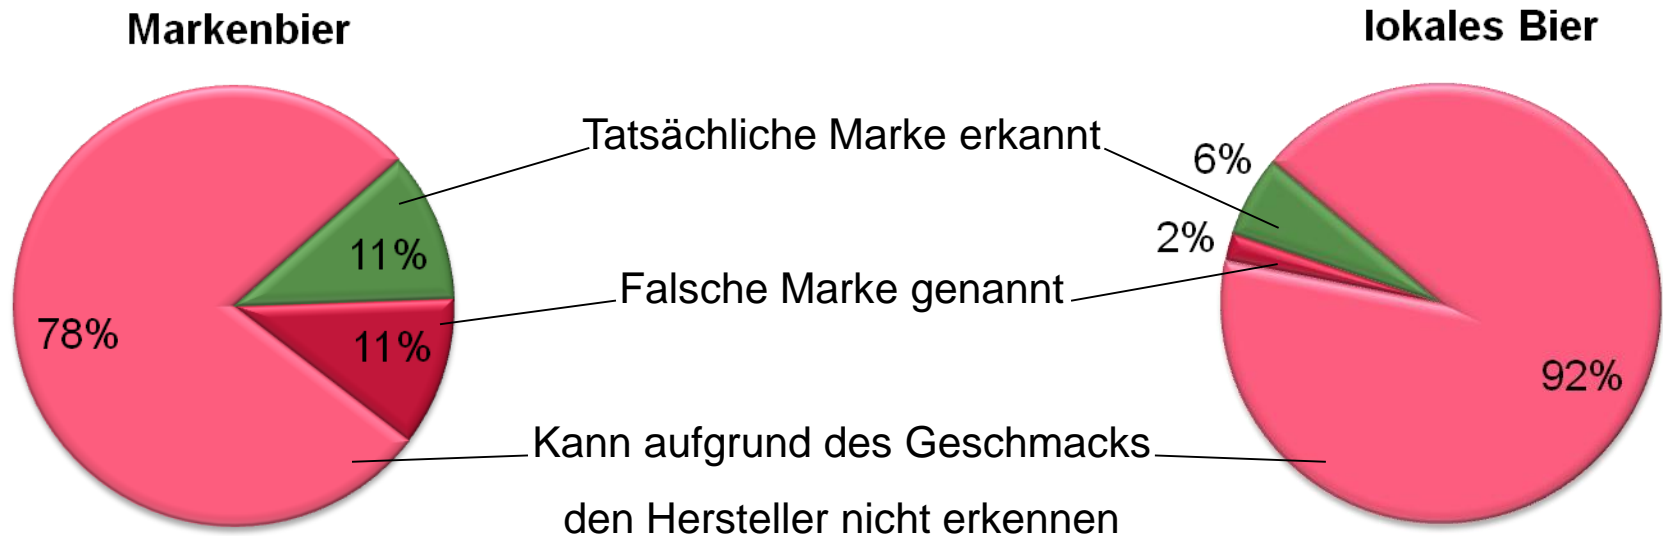 Markenbier
lokales Bier
Tatsächliche Marke erkannt
6%
11%
2%
Falsche Marke genannt
78%
11%
92%
Kann aufgrund des Geschmacks
den Hersteller nicht erkennen